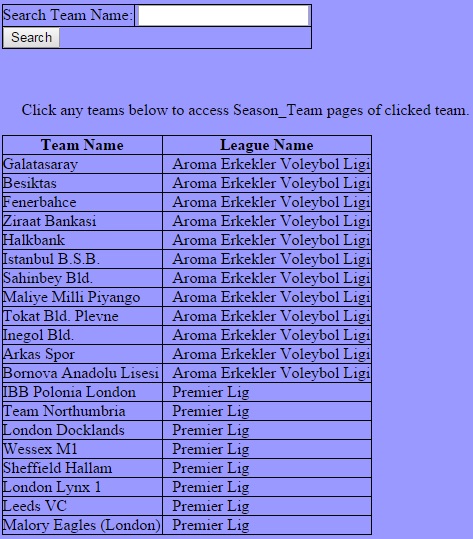 Search Team Name:
Search
Click any teams below to access Season_Team pages of clicked team.
Team Name League Name
Galatasaray Aroma Erkekler Voleybol Ligi
Besiktas Aroma Erkekler Voleybol Ligi
Fenerbahce Aroma Erkekler Voleybol Ligi
Ziraat Bankasi Aroma Erkekler Voleybol Ligi
Halkbank Aroma Erkekler Voleybol Ligi
Istanbul B.S.B. Aroma Erkekler Voleybol Ligi
Sahinbey Bld. Aroma Erkekler Voleybol Ligi
Maliye Milli Piyango Aroma Erkekler Voleybol Ligi
Tokat Bld. Plevne Aroma Erkekler Voleybol Ligi
Inegol Bld. Aroma Erkekler Voleybol Ligi
Arkas Spor Aroma Erkekler Voleybol Ligi
Bornova Anadolu Lisesi Aroma Erkekler Voleybol Ligi
IBB Polonia London Premier Lig
Team Northumbria Premier Lig
London Docklands Premier Lig
Wessex M1 Premier Lig
Sheffield Hallam Premier Lig
London Lynx 1 Premier Lig
Leeds VC Premier Lig
Malory Eagles (London) Premier Lig